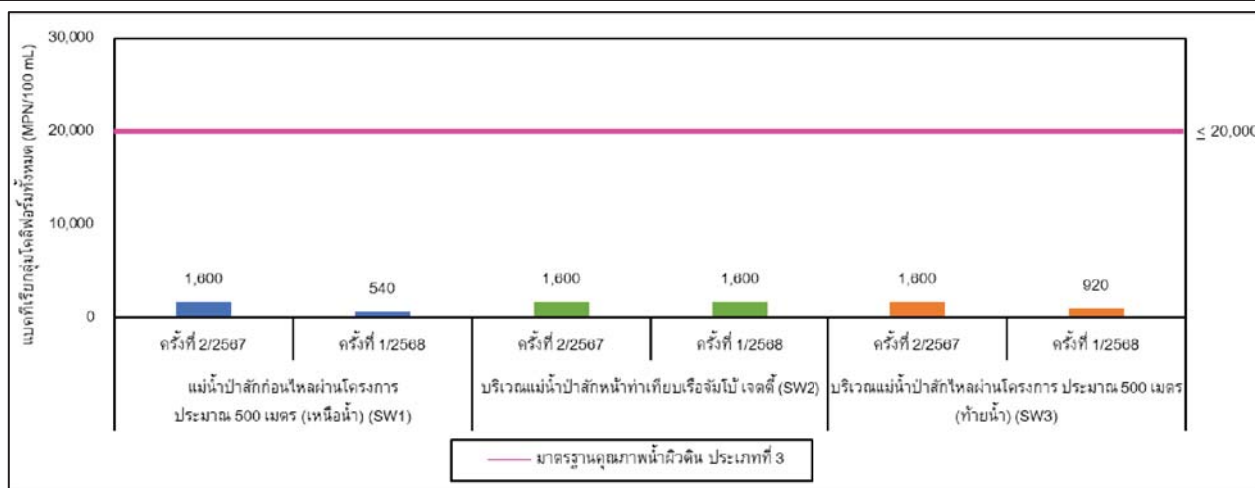 แบคทีเรียกลุ่มโคลิฟอร์มทั้งหมด (MPN/100 mL)
30,000
20,000
10,000
0
≤ 20,000
1,600
540
1,600
1,600
1,600
920
ครั้งที่ 2/2567
ครั้งที่ 1/2568
ครั้งที่ 2/2567
ครั้งที่ 1/2568
ครั้งที่ 2/2567
ครั้งที่ 1/2568
แม่น้ำป่าสักก่อนไหลผ่านโครงการ
ประมาณ 500 เมตร (เหนือน้ำ) (SW1)
บริเวณแม่น้ำป่าสักหน้าท่าเทียบเรือจัมโบ้ เจตตี้ (SW2)
บริเวณแม่น้ำป่าสักไหลผ่านโครงการ ประมาณ 500 เมตร
(ท้ายน้ำ) (SW3)
มาตรฐานคุณภาพน้ำผิวดิน ประเภทที่ 3